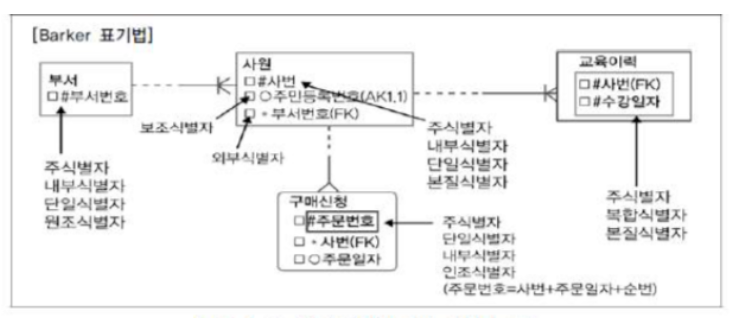 [Barker 표기법]
부서
□#부서번호
주식별자
내부식별자
단일식별자
원조식별자
사원
□#사번
□○주민등록번호(AK1,1)
□*부서번호(FK)
보조식별자
외부식별자
주식별자
내부식별자
단일식별자
본질식별자
교육이력
□#사번(FK)
□#수강일자
주식별자
복합식별자
본질식별자
구매신청
□#주문번호
□*사번(FK)
□○주문일자
주식별자
단일식별자
내부식별자
인조식별자
(주문번호=사번+주문일자+순번)